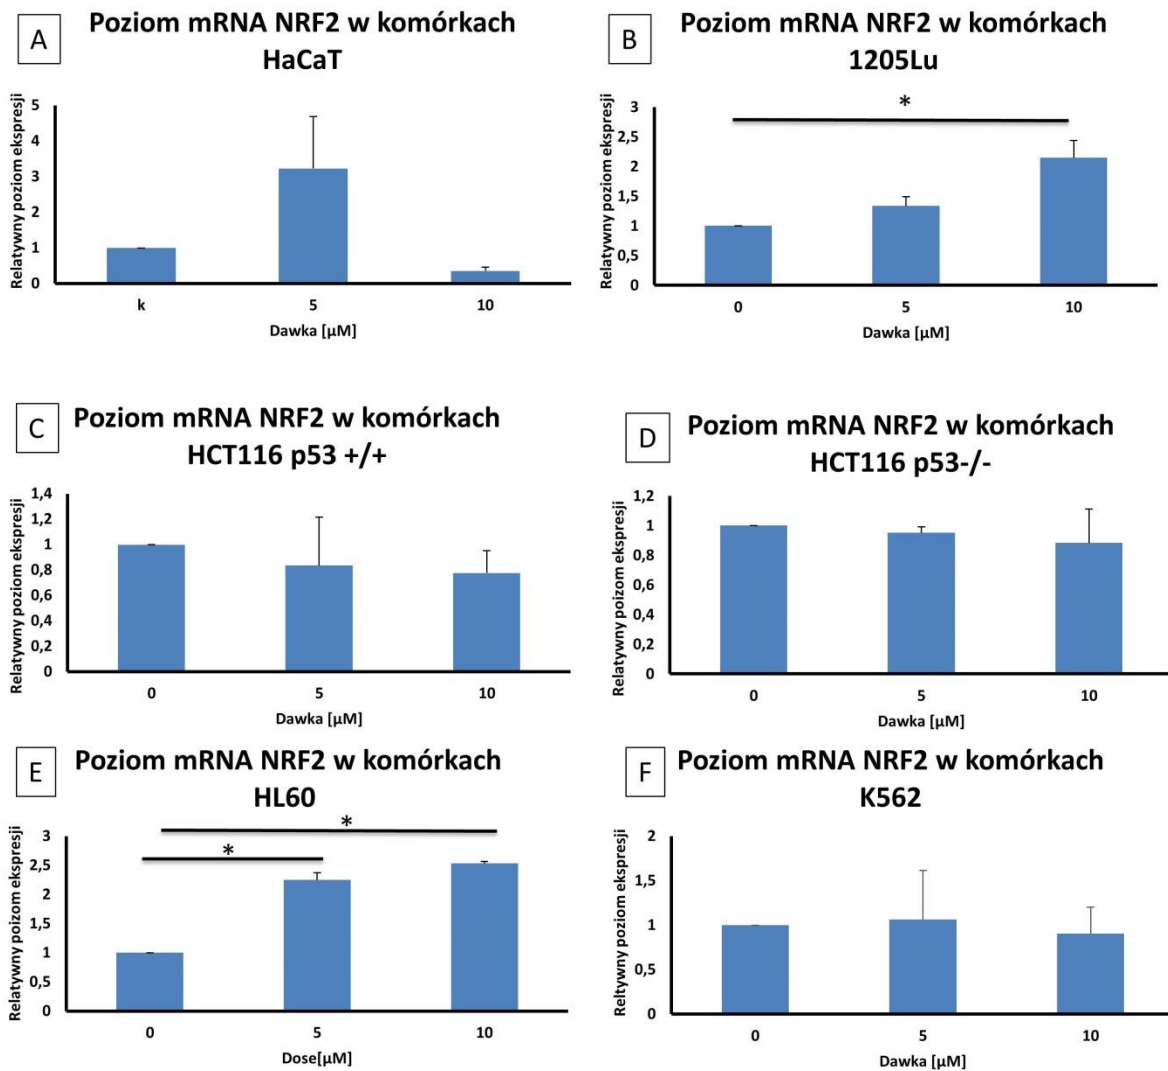 A
Poziom mRNA NRF2 w komórkach
HaCaT
Relatywny poziom ekspresji
5
4
3
2
1
0
k
5
10
Dawka [µM]
B
Poziom mRNA NRF2 w komórkach
1205Lu
Relatywny poziom ekspresji
3
2,5
2
1,5
1
0,5
0
*
0
5
10
Dawka [µM]
C
Poziom mRNA NRF2 w komórkach
HCT116 p53 +/+
Relatywny poziom ekspresji
1,4
1,2
1
0,8
0,6
0,4
0,2
0
0
5
10
Dawka [µM]
D
Poziom mRNA NRF2 w komórkach
HCT116 p53-/-
Relatywny poizom ekspresji
1,2
1
0,8
0,6
0,4
0,2
0
0
5
10
Dawka [µM]
E
Poziom mRNA NRF2 w komórkach
HL60
Relatywny poizom ekspresji
3
2,5
2
1,5
1
0,5
0
*
*
0
5
10
Dose[µM]
F
Poziom mRNA NRF2 w komórkach
K562
Reltywny poziom ekspresji
2
1,5
1
0,5
0
0
5
10
Dawka [µM]